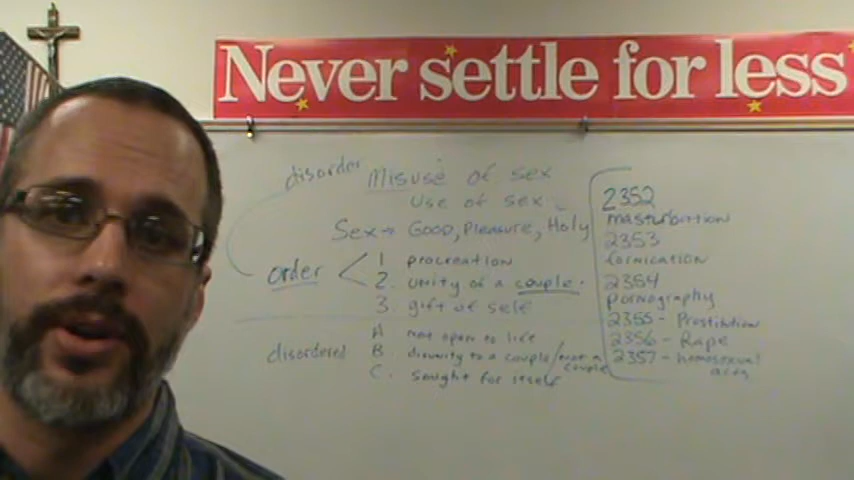 Never settle for less
disorder
Misuse of sex
Use of sex
Sex → Good, Pleasure, Holy
order
1 procreation
2. unity of a couple.
3. gift of self
disordered
A not open to life
B. disunity to a couple/not a couple
C. sought for itself
2352
masturbation
2353
fornication
2354
pornography
2355 - Prostitution
2356 - Rape
2357 - homosexual
acts